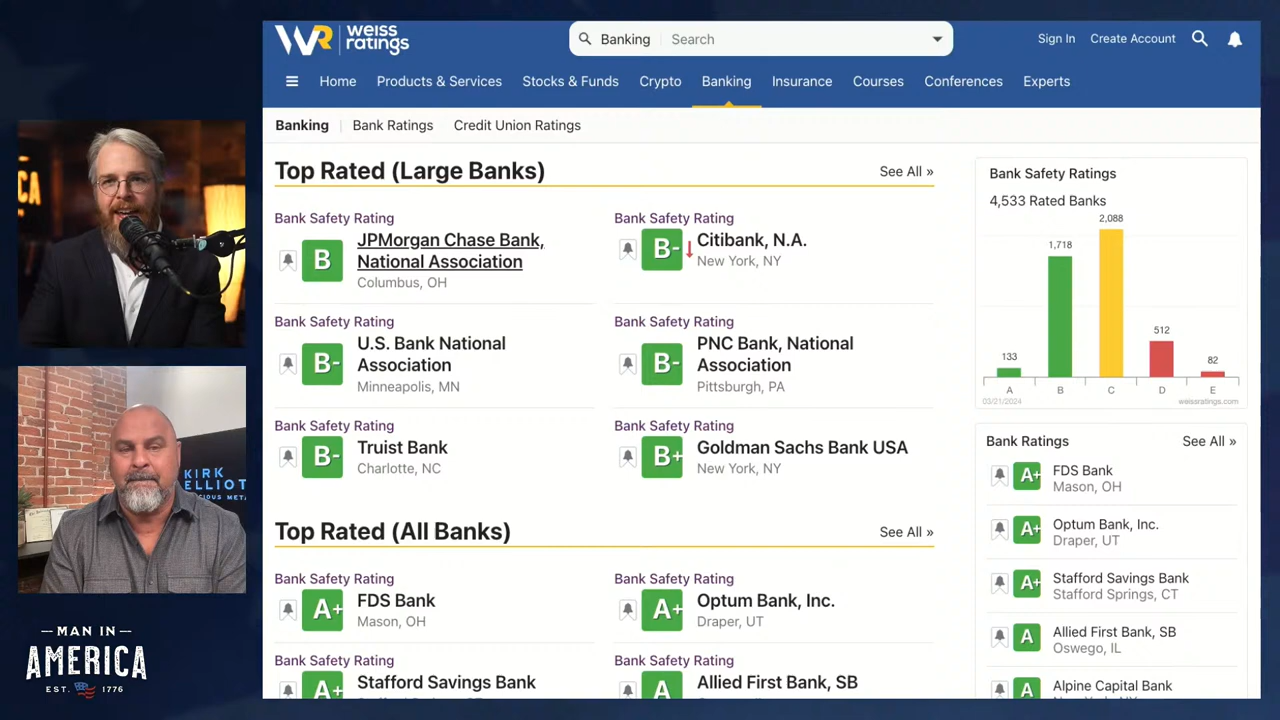 WR weiss ratings
Banking Search
Sign In Create Account
Home Products & Services Stocks & Funds Crypto Banking Insurance Courses Conferences Experts
Banking Bank Ratings Credit Union Ratings
Top Rated (Large Banks) See All »
Bank Safety Rating
B
JPMorgan Chase Bank,
National Association
Columbus, OH
Bank Safety Rating
B-
Citibank, N.A.
New York, NY
Bank Safety Rating
B-
U.S. Bank National
Association
Minneapolis, MN
Bank Safety Rating
B-
PNC Bank, National
Association
Pittsburgh, PA
Bank Safety Rating
B-
Truist Bank
Charlotte, NC
Bank Safety Rating
B+
Goldman Sachs Bank USA
New York, NY
Top Rated (All Banks) See All »
Bank Safety Rating
A+
FDS Bank
Mason, OH
Bank Safety Rating
A+
Optum Bank, Inc.
Draper, UT
Bank Safety Rating
A+
Stafford Savings Bank
Bank Safety Rating
A
Allied First Bank, SB
Bank Safety Ratings
4,533 Rated Banks
133 1,718 2,088 512 82
A B C D E
03/21/2024 weissratings.com
Bank Ratings See All »
A+
FDS Bank
Mason, OH
A+
Optum Bank, Inc.
Draper, UT
A+
Stafford Savings Bank
Stafford Springs, CT
A
Allied First Bank, SB
Oswego, IL
A
Alpine Capital Bank
KIRK
ELLIOT
MAN IN
AMERICA
EST. 1776